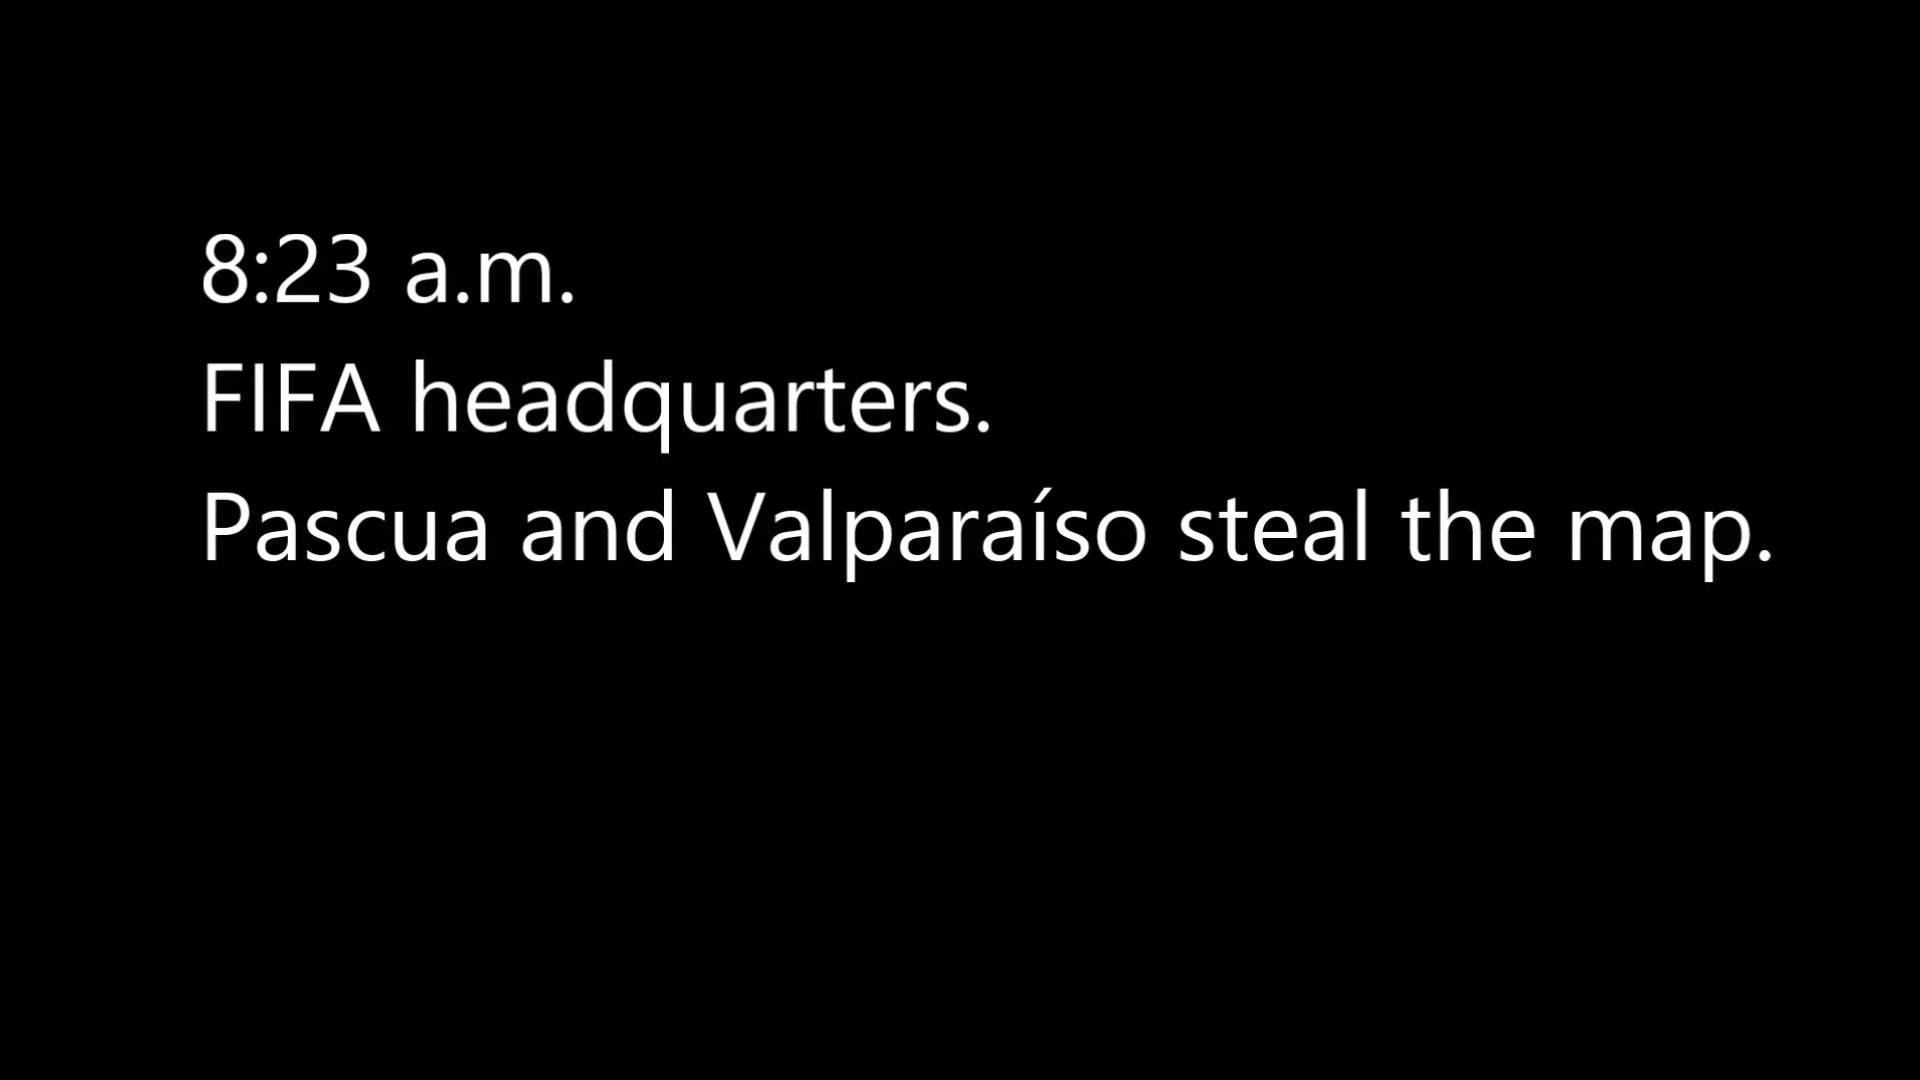 8:23 a.m.
FIFA headquarters.
Pascua and Valparaíso steal the map.